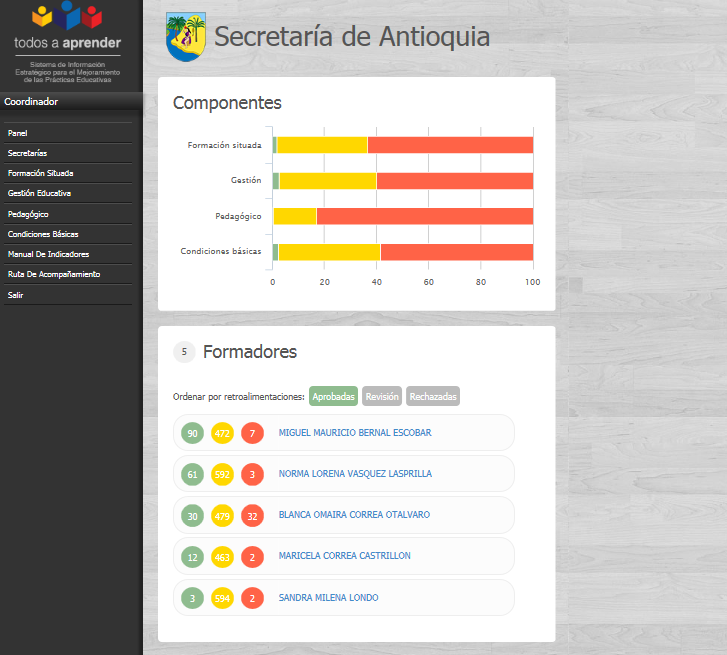 todos a aprender
Sistema de Información
Estratégico para el Mejoramiento
de las Prácticas Educativas
Coordinador
Panel
Secretarías
Formación Situada
Gestión Educativa
Pedagógico
Condiciones Básicas
Manual De Indicadores
Ruta De Acompañamiento
Salir
Secretaría de Antioquia
Componentes
Formación situada
Gestión
Pedagógico
Condiciones básicas
0 20 40 60 80 100
5 Formadores
Ordenar por retroalimentaciones: Aprobadas Revisión Rechazadas
90 472 7 MIGUEL MAURICIO BERNAL ESCOBAR
61 592 3 NORMA LORENA VASQUEZ LASPRILLA
30 479 32 BLANCA OMAIRA CORREA OTALVARO
12 463 2 MARICELA CORREA CASTRILLON
3 594 2 SANDRA MILENA LONDO